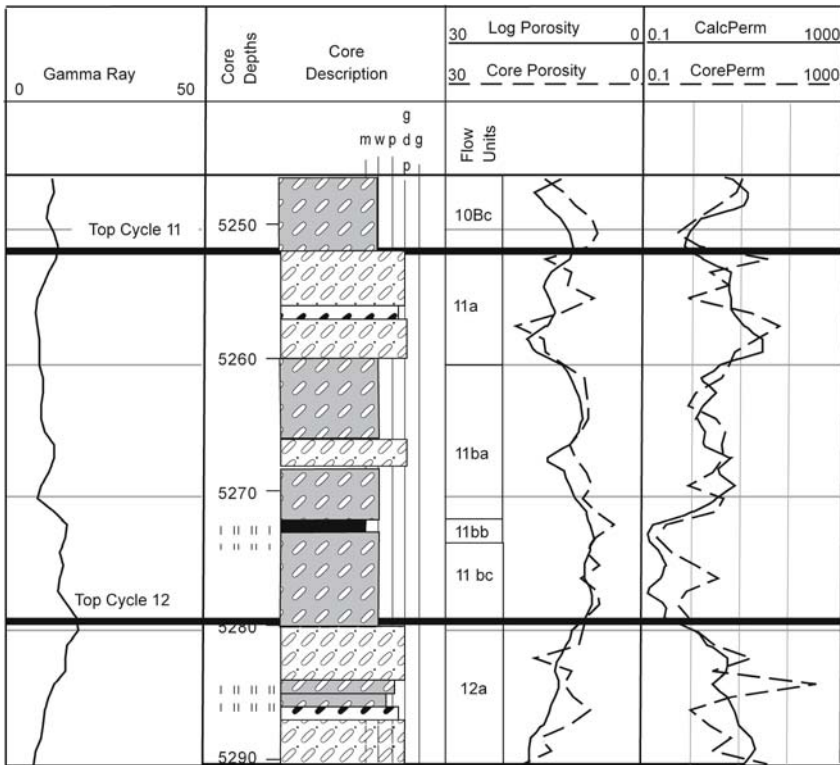 Gamma Ray
0 50
Core Depths
Core Description
m w p g d p g
30 Log Porosity 0
30 Core Porosity 0
Flow Units
0.1 CalcPerm 1000
0.1 CorePerm 1000
5250
Top Cycle 11
10Bc
11a
5260
11ba
5270
11bb
11 bc
Top Cycle 12
5280
12a
5290